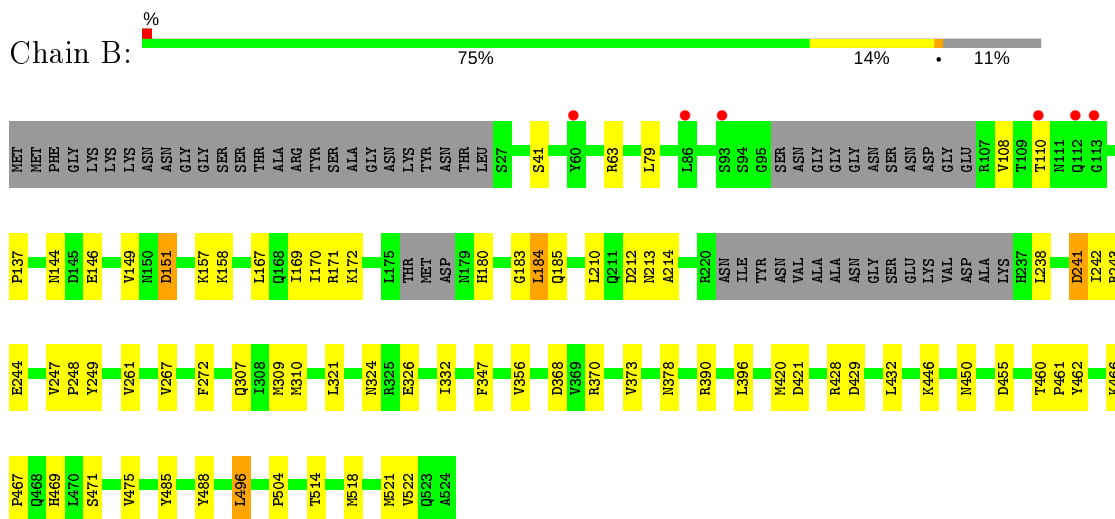 %
Chain B:
75% 14% • 11%
MET MET PHE GLY LYS LYS LYS ASN ASN GLY GLY SER SER THR ALA ARG TYR SER ALA GLY ASN LYS TYR ASN THR LEU S27 S41 Y60 R63 L79 L86 S93 S94 G95 SER ASN GLY GLY GLY ASN SER ASN ASP GLY GLU R107 V108 T109 T110 N111 Q112 G113
P137 N144 D145 E146 V149 N150 D151 K157 K158 L167 Q168 I169 I170 R171 K172 L175 THR MET ASP N179 H180 G183 L184 Q185 L210 Q211 D212 N213 A214 R220 ASN ILE TYR ASN VAL ALA ALA ASN GLY SER GLU LYS VAL ASP ALA LYS H237 L238 D241 I242 R243
E244 V247 P248 Y249 V261 V267 F272 Q307 I308 M309 M310 L321 N324 R325 E326 I332 F347 V356 D368 V369 R370 V373 N378 R390 L396 M420 D421 R428 D429 L432 K446 N450 D455 T460 P461 Y462 K466
P467 Q468 H469 L470 S471 V475 Y485 Y488 L496 P504 T514 M518 M521 V522 Q523 A524